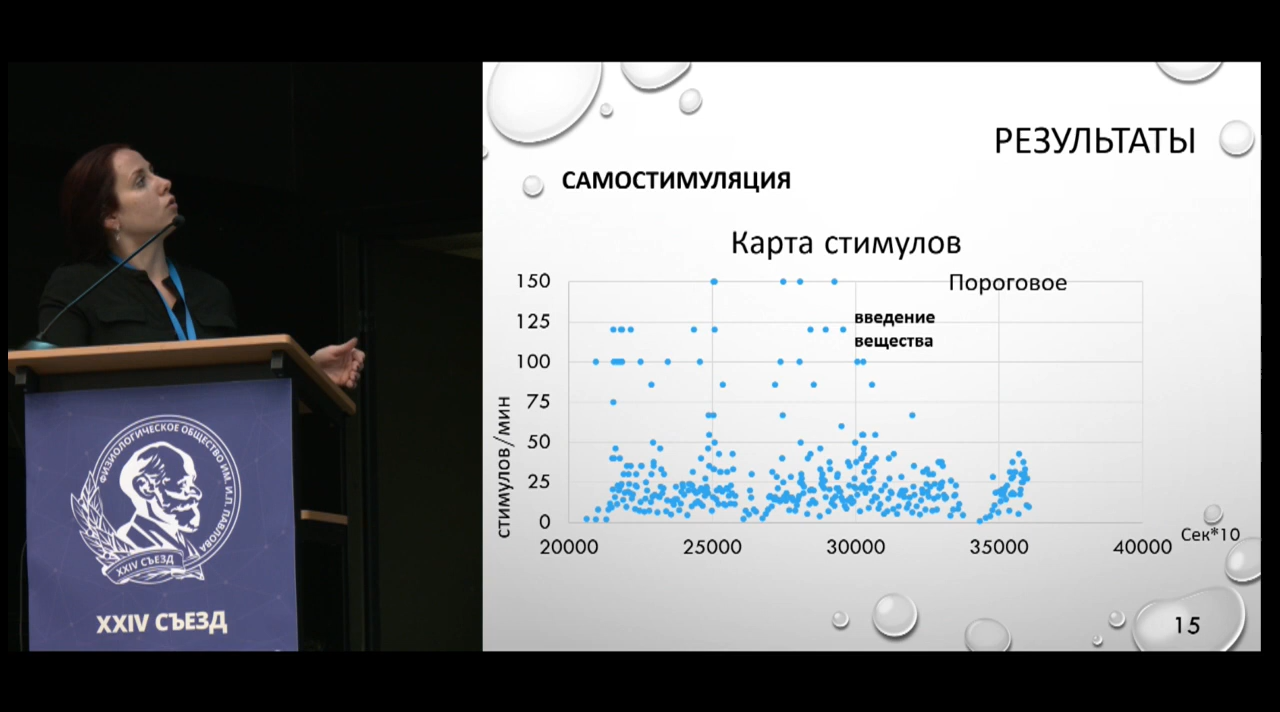 РЕЗУЛЬТАТЫ
САМОСТИМУЛЯЦИЯ
Карта стимулов
Пороговое
введение
вещества
стимулов/мин
150
125
100
75
50
25
0
20000
25000
30000
35000
40000
Сек*10
15
ФИЗИОЛОГИЧЕСКОЕ ОБЩЕСТВО ИМ. И.П. ПАВЛОВА
XXIV СЪЕЗД
XXIV СЪЕЗД